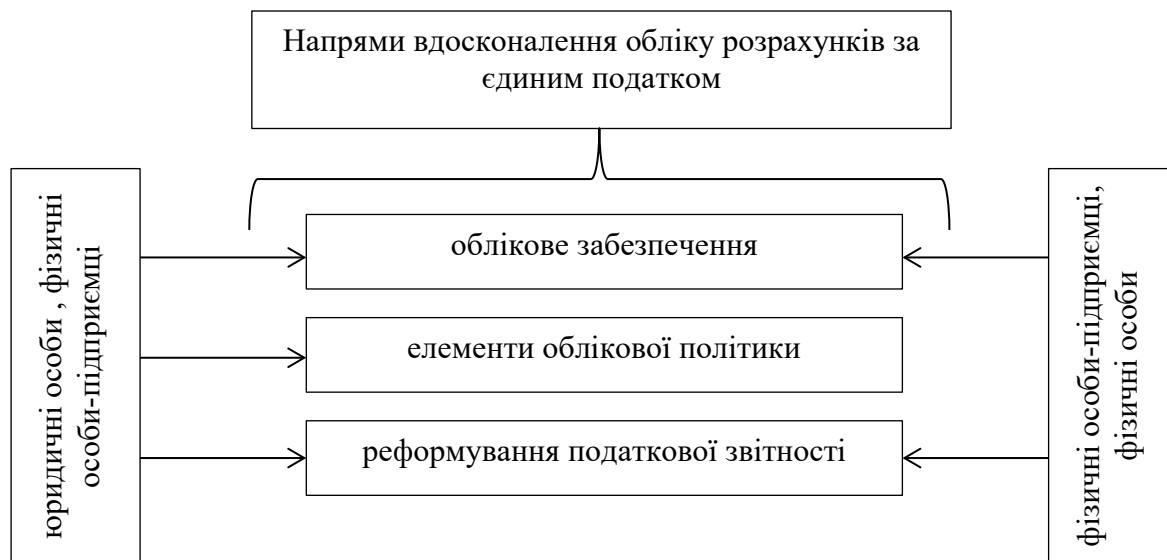 Напрями вдосконалення обліку розрахунків за
єдиним податком
юридичні особи , фізичні
особи-підприємці
облікове забезпечення
елементи облікової політики
реформування податкової звітності
фізичні особи-підприємці,
фізичні особи